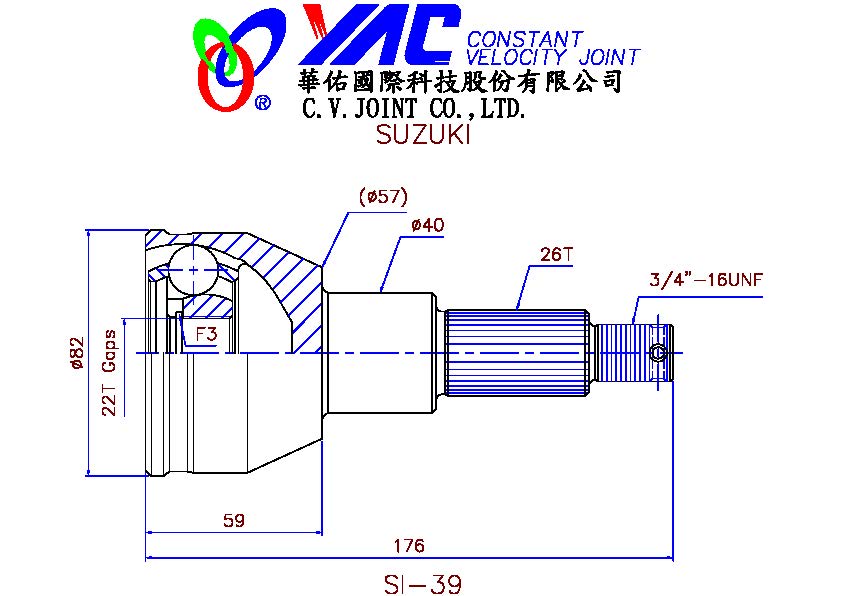 YAC CONSTANT
VELOCITY JOINT
華佑國際科技股份有限公司
®
C.V.JOINT CO.,LTD.
SUZUKI
(ø57)
ø40
26T
3/4"-16UNF
F3
ø82
22T Gaps
59
176
SI-39